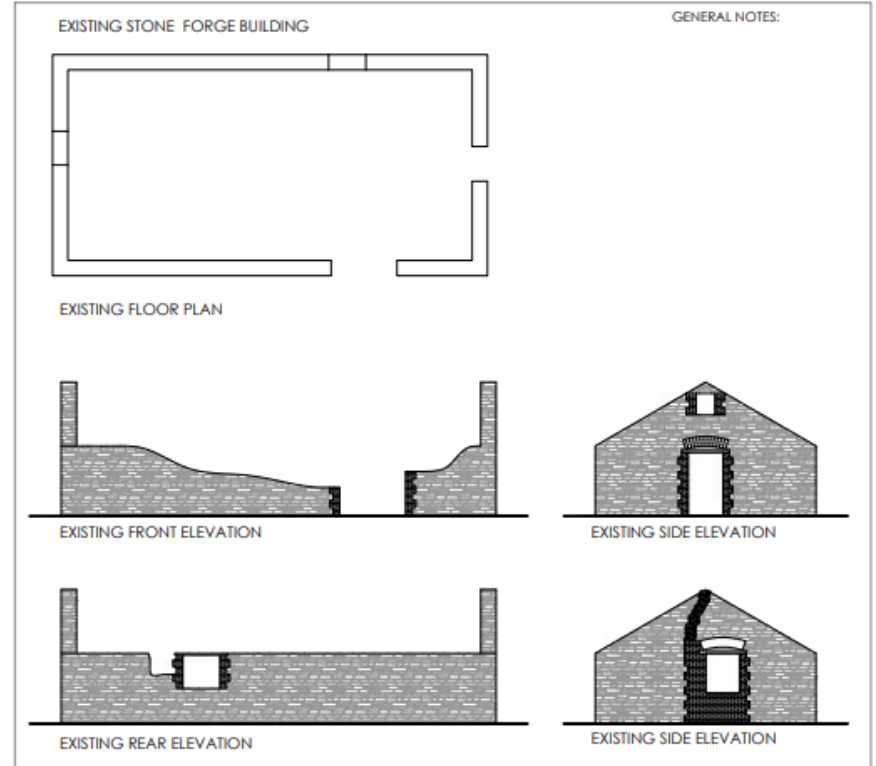 EXISTING STONE FORGE BUILDING
GENERAL NOTES:
EXISTING FLOOR PLAN
EXISTING FRONT ELEVATION
EXISTING SIDE ELEVATION
EXISTING REAR ELEVATION
EXISTING SIDE ELEVATION